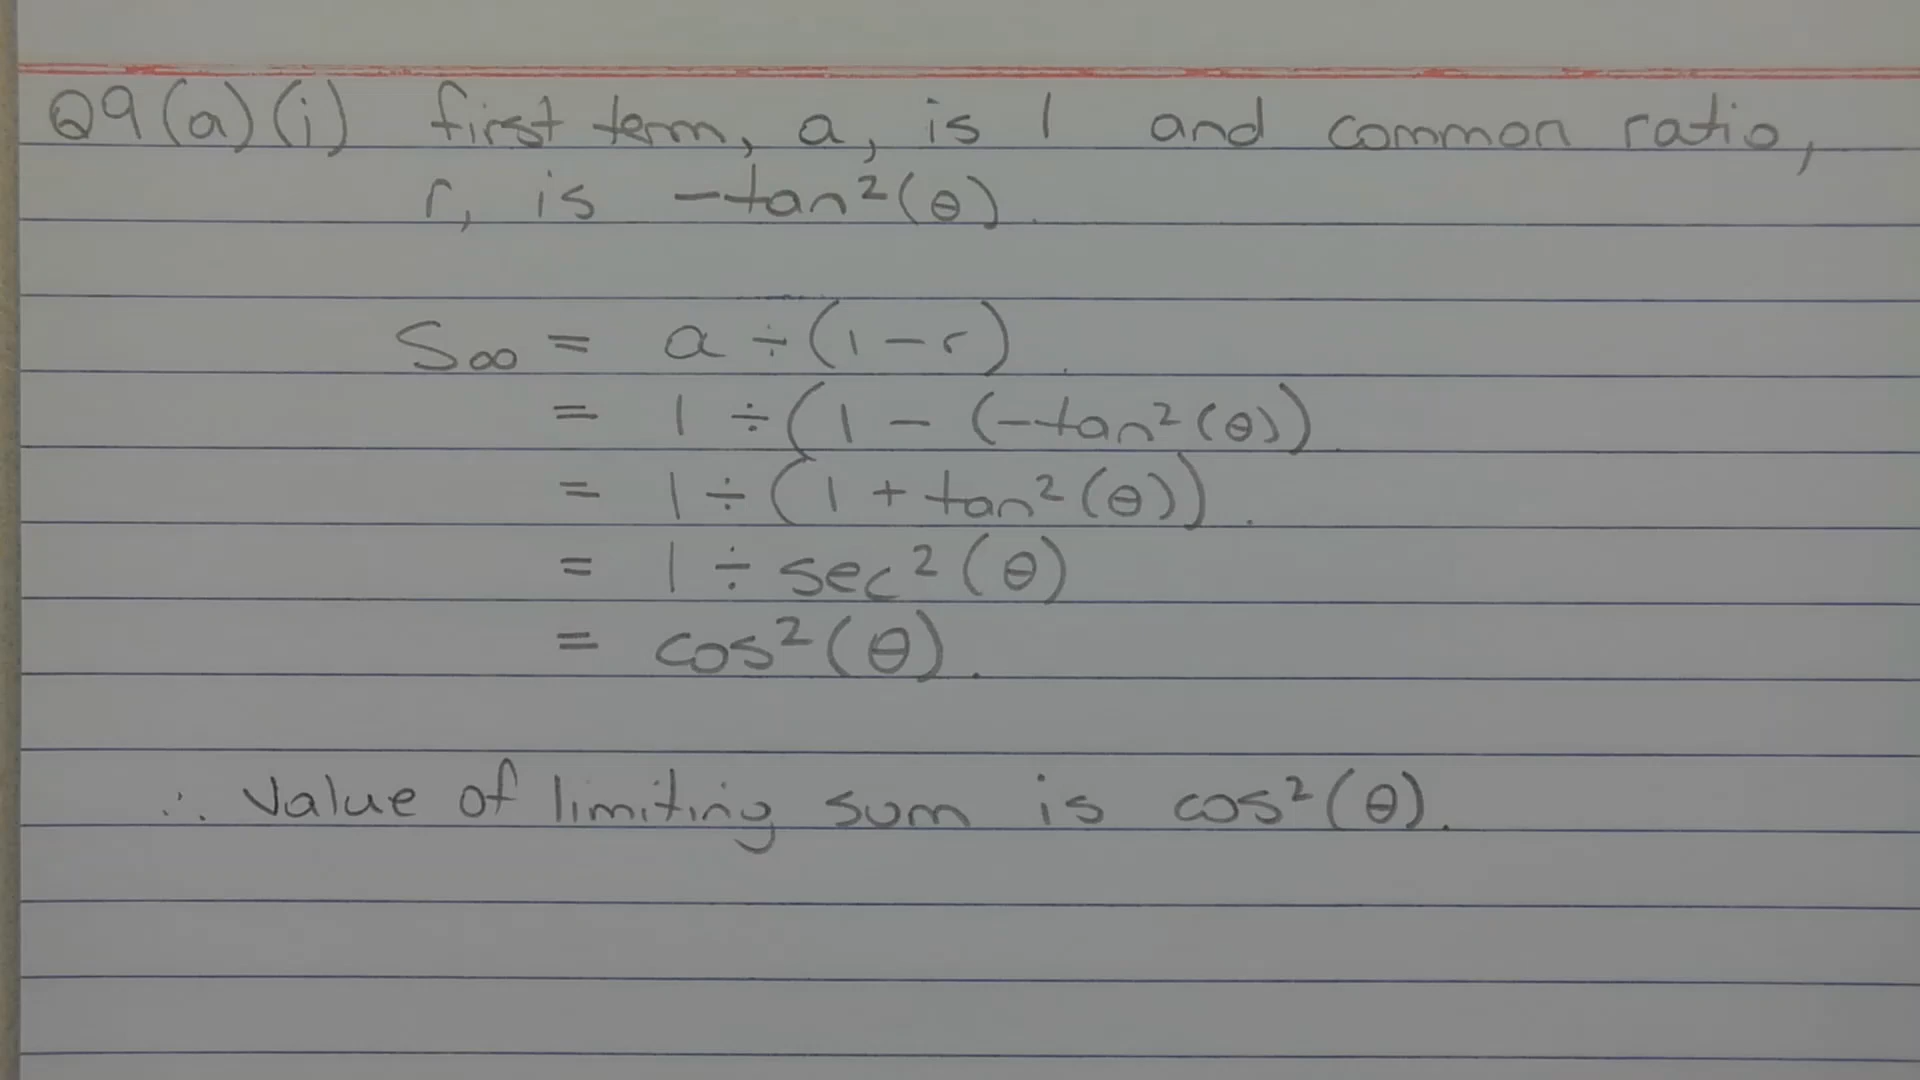 Q9(a)(i) first term, a, is 1 and common ratio,
r, is -tan²(θ).
S∞ = a ÷ (1 - r).
= 1 ÷ (1 - (-tan²(θ)).
= 1 ÷ (1 + tan²(θ)).
= 1 ÷ sec²(θ)
= cos²(θ).
∴ Value of limiting sum is cos²(θ).